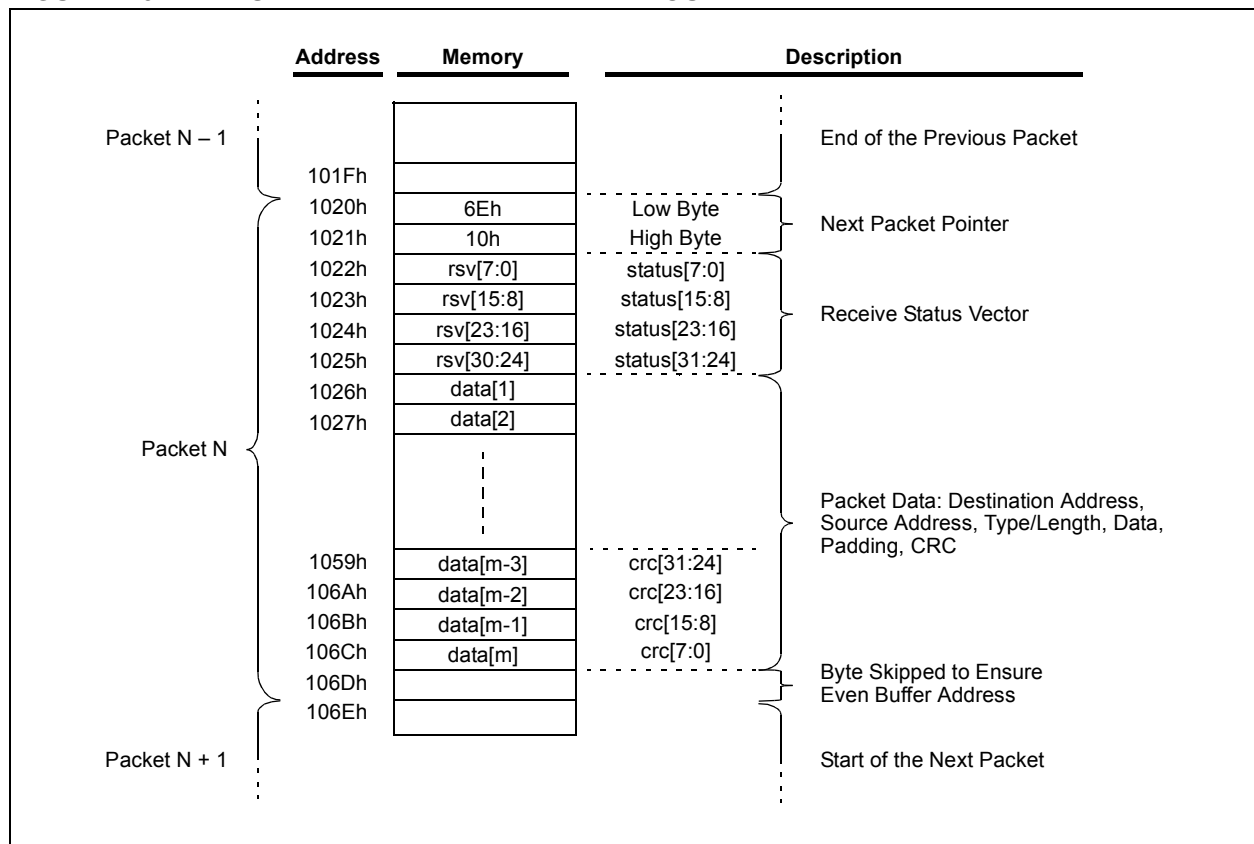 Address Memory Description
Packet N – 1 End of the Previous Packet
101Fh
1020h 6Eh Low Byte
Next Packet Pointer
1021h 10h High Byte
1022h rsv[7:0] status[7:0]
1023h rsv[15:8] status[15:8]
Receive Status Vector
1024h rsv[23:16] status[23:16]
1025h rsv[30:24] status[31:24]
1026h data[1]
1027h data[2]
Packet N
Packet Data: Destination Address,
Source Address, Type/Length, Data,
Padding, CRC
1059h data[m-3] crc[31:24]
106Ah data[m-2] crc[23:16]
106Bh data[m-1] crc[15:8]
106Ch data[m] crc[7:0]
Byte Skipped to Ensure
106Dh
Even Buffer Address
106Eh
Packet N + 1 Start of the Next Packet